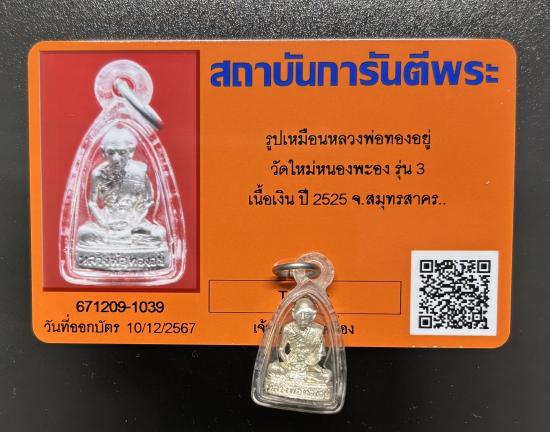 สถาบันการันตีพระ
รูปเหมือนหลวงพ่อทองอยู่
วัดใหม่หนองพะอง รุ่น 3
เนื้อเงิน ปี 2525 จ.สมุทรสาคร..
หลวงพ่อทองอยู่
671209-1039
วันที่ออกบัตร 10/12/2567